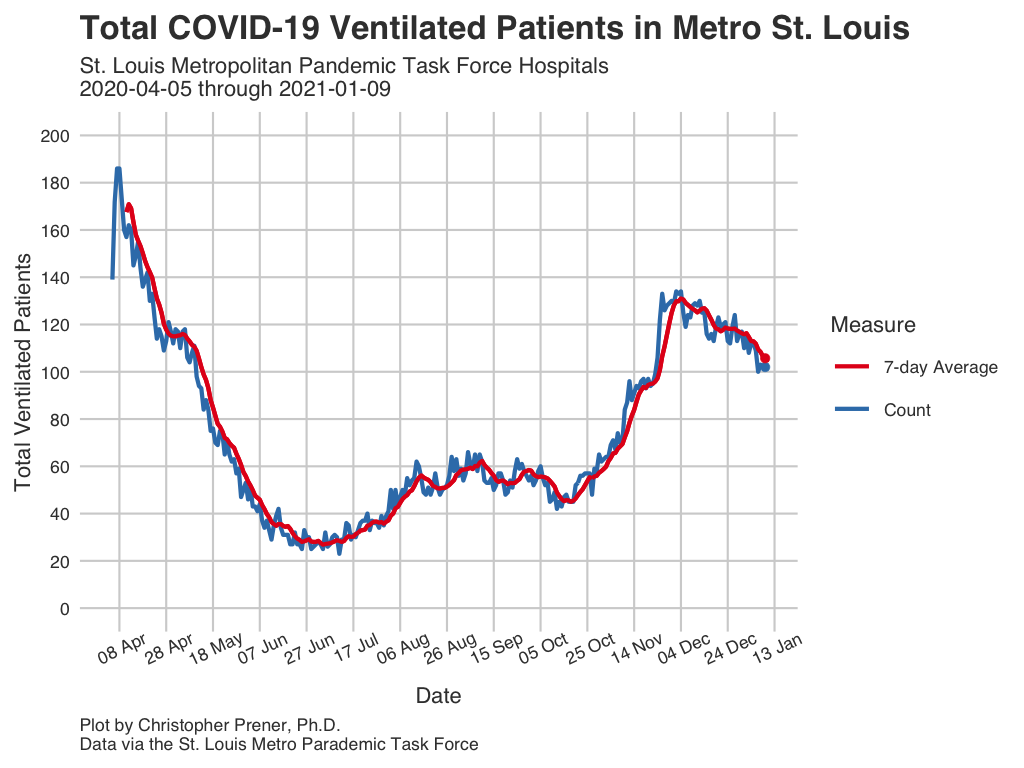 Total COVID-19 Ventilated Patients in Metro St. Louis
St. Louis Metropolitan Pandemic Task Force Hospitals
2020-04-05 through 2021-01-09
Total Ventilated Patients
200
180
160
140
120
100
80
60
40
20
0
08 Apr
28 Apr
18 May
07 Jun
27 Jun
17 Jul
06 Aug
26 Aug
15 Sep
05 Oct
25 Oct
14 Nov
04 Dec
24 Dec
13 Jan
Date
Measure
7-day Average
Count
Plot by Christopher Prener, Ph.D.
Data via the St. Louis Metro Parademic Task Force